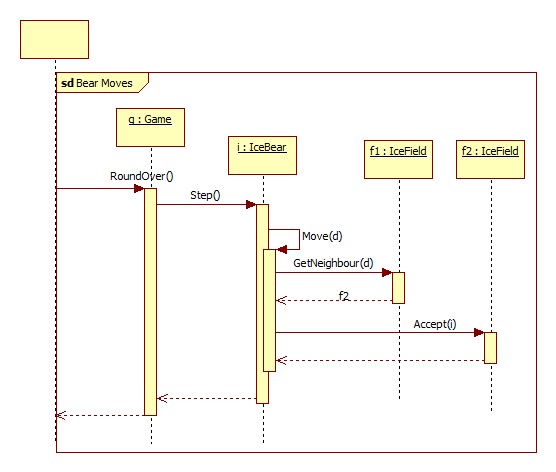 sd Bear Moves
g : Game
i : IceBear
f1 : IceField
f2 : IceField
RoundOver()
Step()
Move(d)
GetNeighbour(d)
f2
Accept(i)